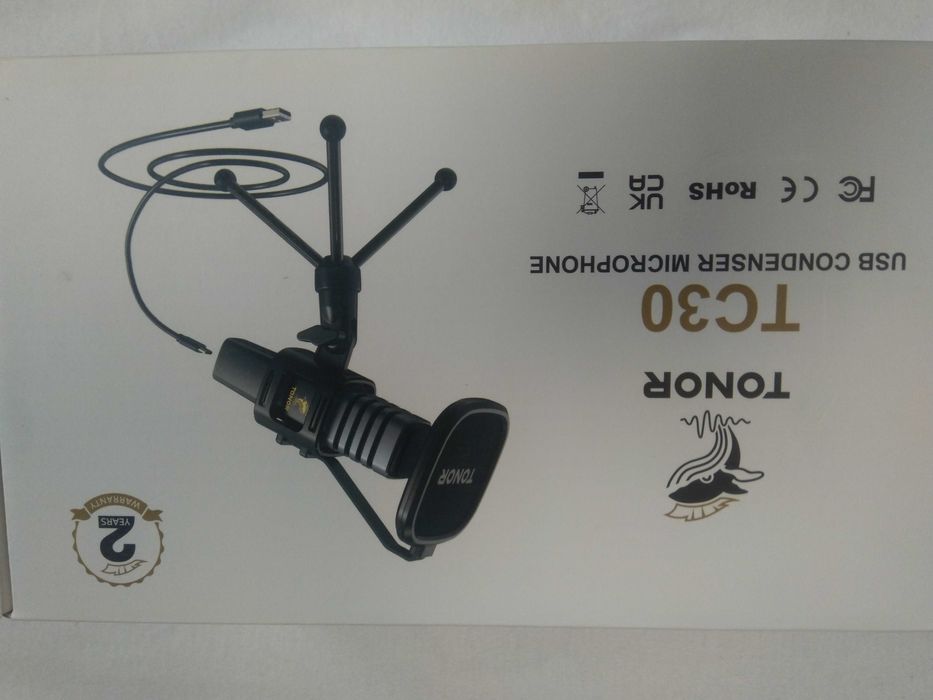 2
YEARS
WARRANTY
TONOR
TC30
USB CONDENSER MICROPHONE
FC CE RoHS UK
CA
TONOR
TONOR